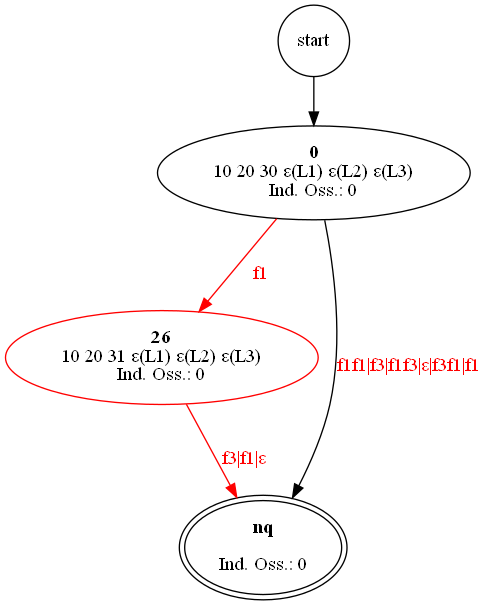 start
0
10 20 30 ε(L1) ε(L2) ε(L3)
Ind. Oss.: 0
f1
26
10 20 31 ε(L1) ε(L2) ε(L3)
Ind. Oss.: 0
f1f1|f3|f1f3|ε|f3f1|f1
f3|f1|ε
nq
Ind. Oss.: 0